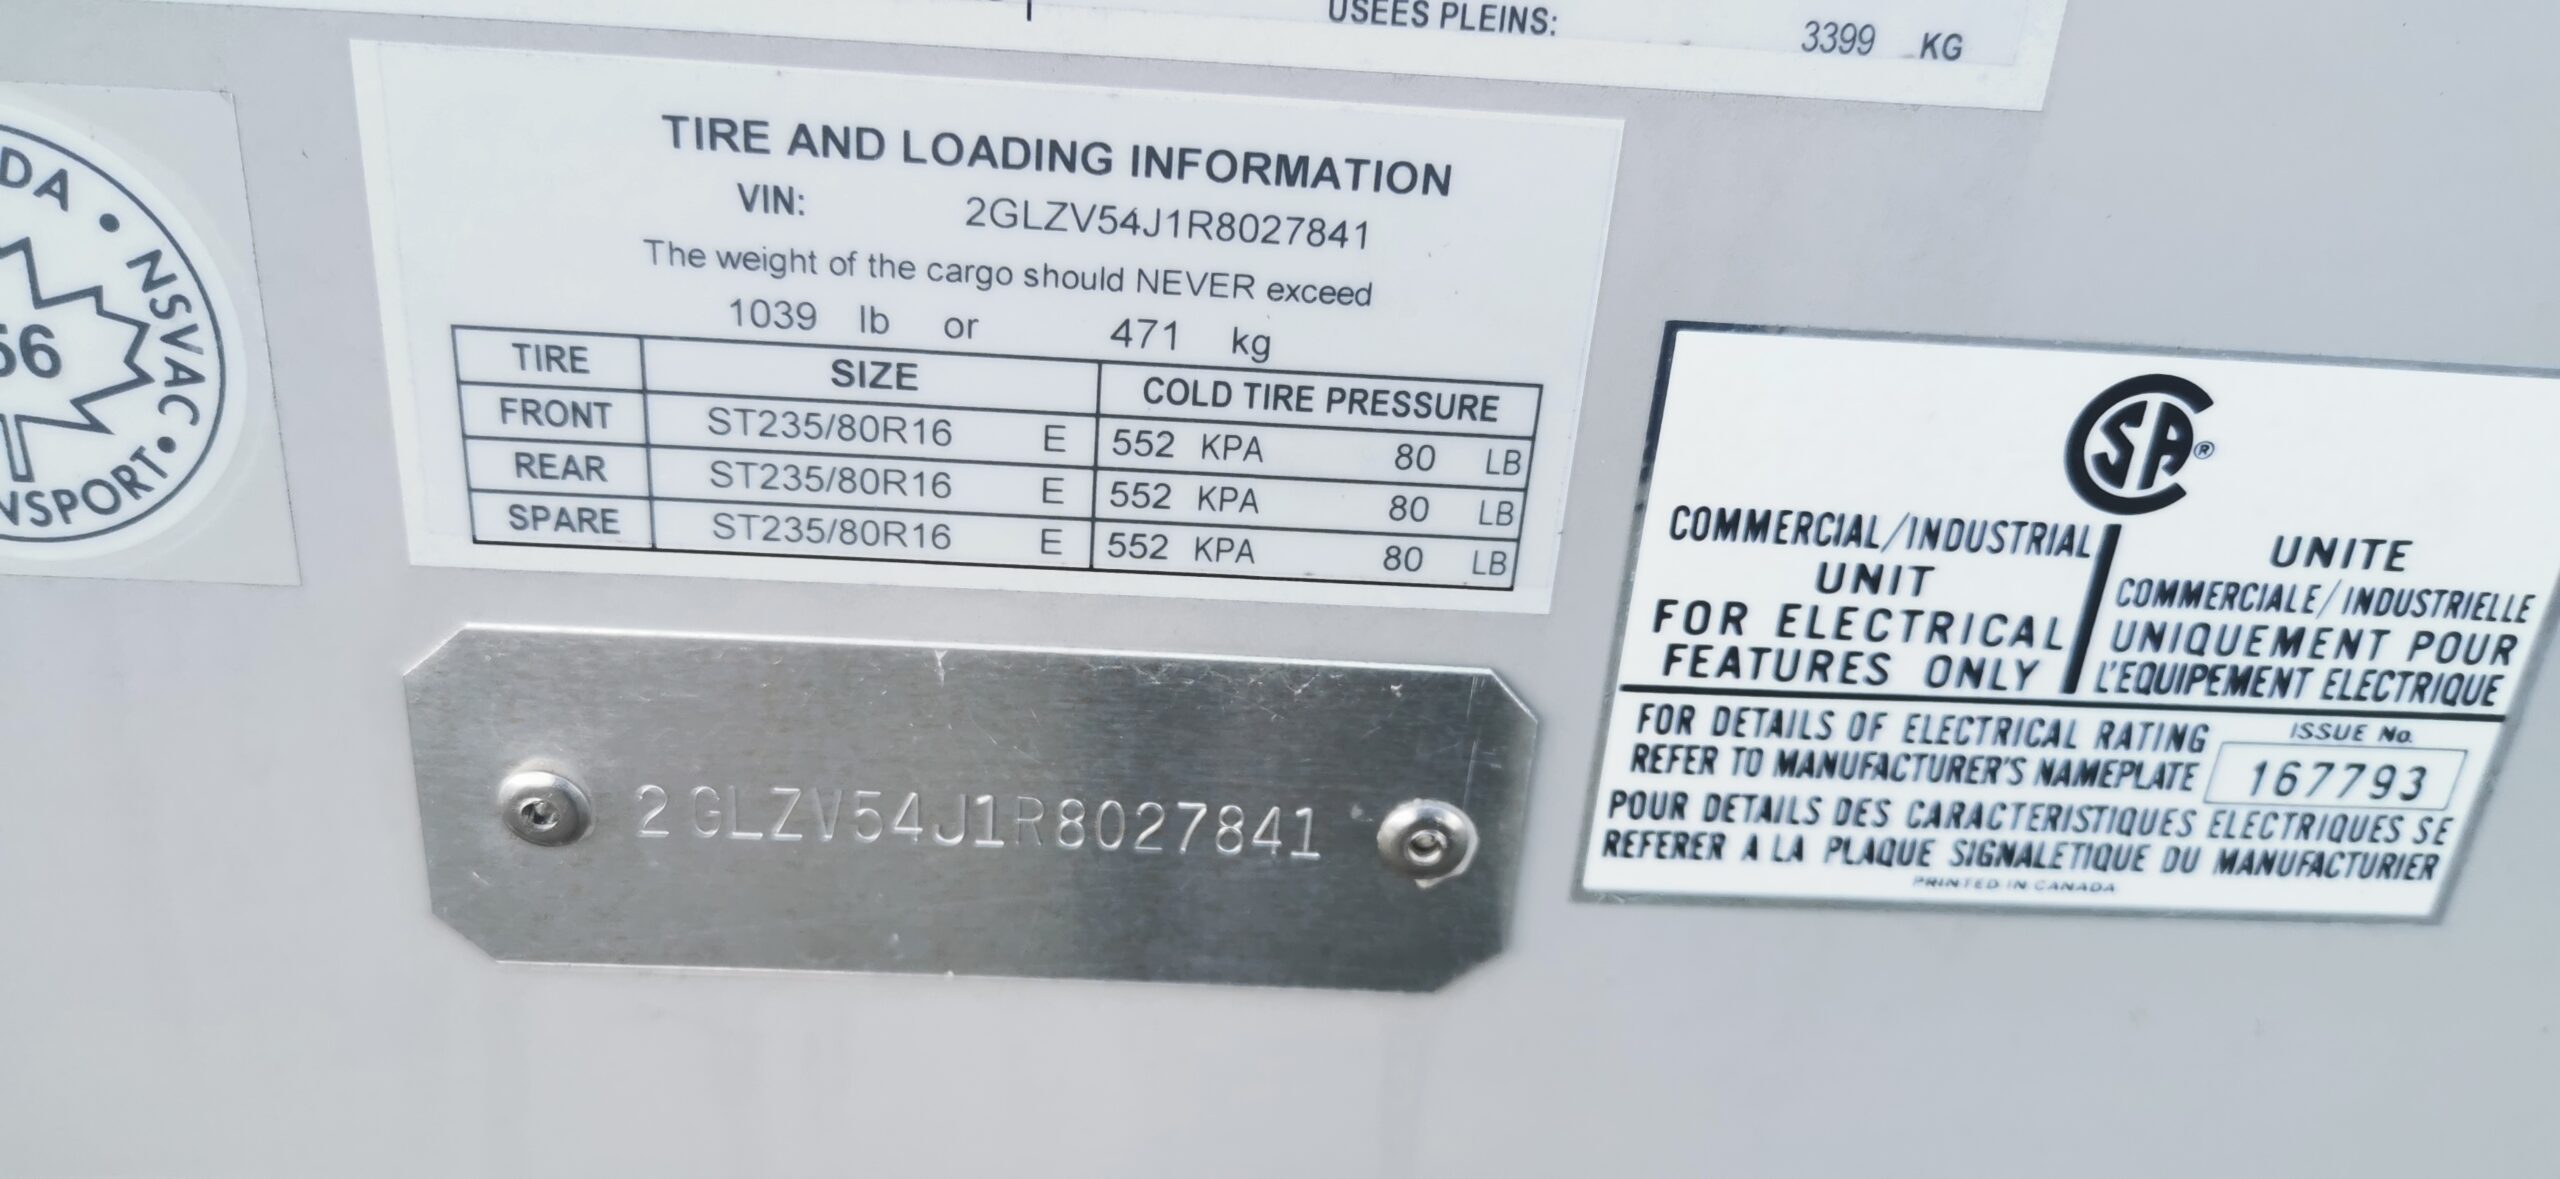 USEES PLEINS: 3399 KG
DA • NSVAC •
56
TIRE AND LOADING INFORMATION
VIN: 2GLZV54J1R8027841
The weight of the cargo should NEVER exceed
1039 lb or 471 kg
TIRE SIZE COLD TIRE PRESSURE
FRONT ST235/80R16 E 552 KPA 80 LB
REAR ST235/80R16 E 552 KPA 80 LB
SPARE ST235/80R16 E 552 KPA 80 LB
2GLZV54J1R8027841
CSA ®
COMMERCIAL/INDUSTRIAL
UNIT
FOR ELECTRICAL
FEATURES ONLY
UNITE
COMMERCIALE/INDUSTRIELLE
UNIQUEMENT POUR
L'EQUIPEMENT ELECTRIQUE
FOR DETAILS OF ELECTRICAL RATING
REFER TO MANUFACTURER'S NAMEPLATE
ISSUE No.
167793
POUR DETAILS DES CARACTERISTIQUES ELECTRIQUES SE
REFERER A LA PLAQUE SIGNALETIQUE DU MANUFACTURIER
PRINTED IN CANADA